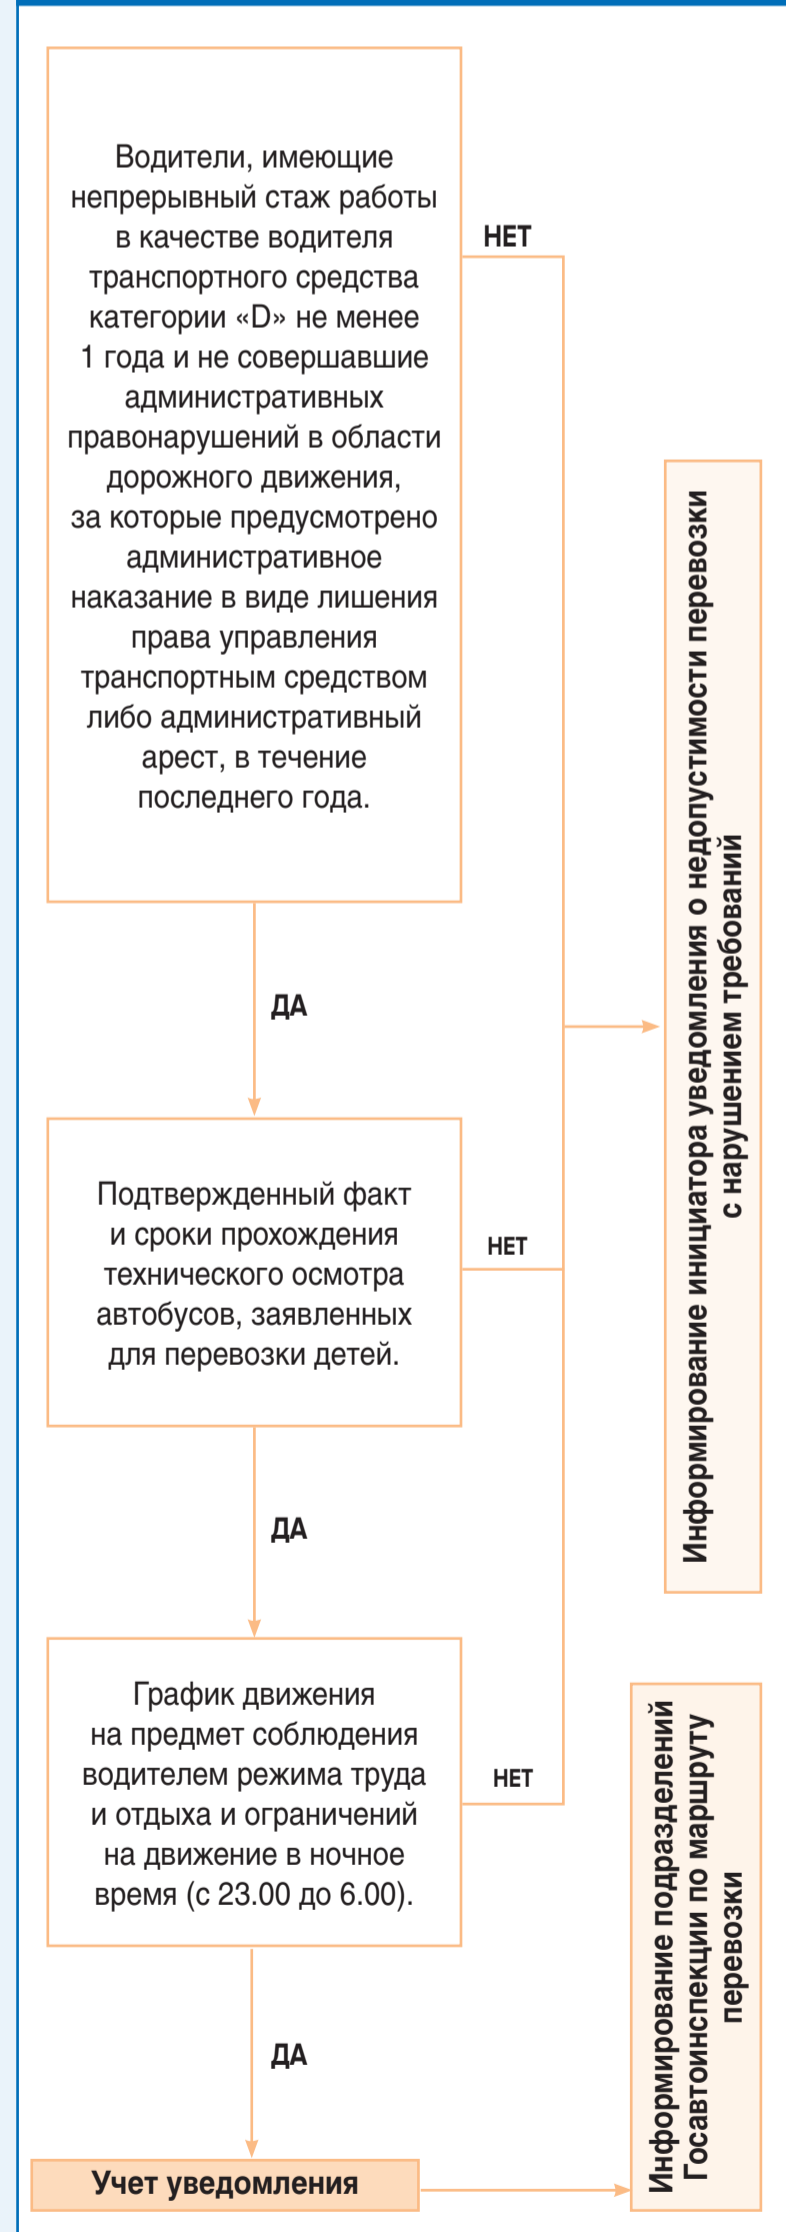 Водители, имеющие
непрерывный стаж работы
в качестве водителя
транспортного средства
категории «D» не менее
1 года и не совершавшие
административных
правонарушений в области
дорожного движения,
за которые предусмотрено
административное
наказание в виде лишения
права управления
транспортным средством
либо административный
арест, в течение
последнего года.
НЕТ
ДА
Информирование инициатора уведомления о недопустимости перевозки
с нарушением требований
Подтвержденный факт
и сроки прохождения
технического осмотра
автобусов, заявленных
для перевозки детей.
НЕТ
ДА
График движения
на предмет соблюдения
водителем режима труда
и отдыха и ограничений
на движение в ночное
время (с 23.00 до 6.00).
НЕТ
ДА
Учет уведомления
Информирование подразделений
Госавтоинспекции по маршруту
перевозки